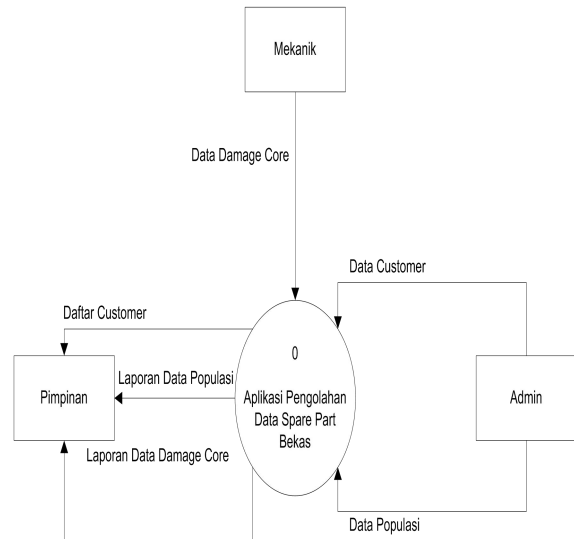 Mekanik
Data Damage Core
Data Customer
Daftar Customer
0
Laporan Data Populasi
Pimpinan
Aplikasi Pengolahan
Data Spare Part
Bekas
Admin
Laporan Data Damage Core
Data Populasi